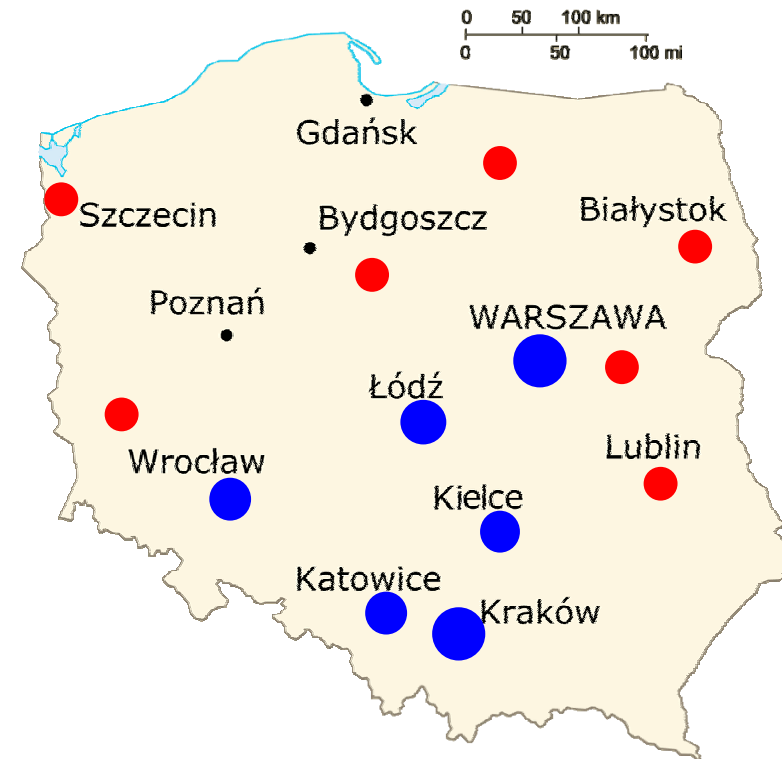 0 50 100 km
0 50 100 mi
Gdańsk
Szczecin
Bydgoszcz
Białystok
Poznań
WARSZAWA
Łódź
Wrocław
Lublin
Kielce
Katowice
Kraków